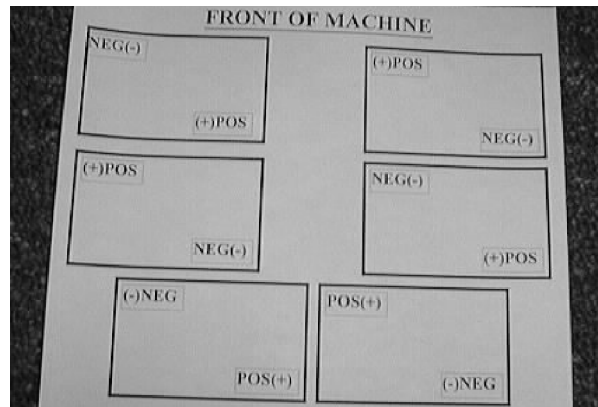 FRONT OF MACHINE
NEG(-)
(+)POS
(+)POS
NEG(-)
(+)POS
NEG(-)
NEG(-)
(+)POS
(-)NEG
POS(+)
POS(+)
(-)NEG